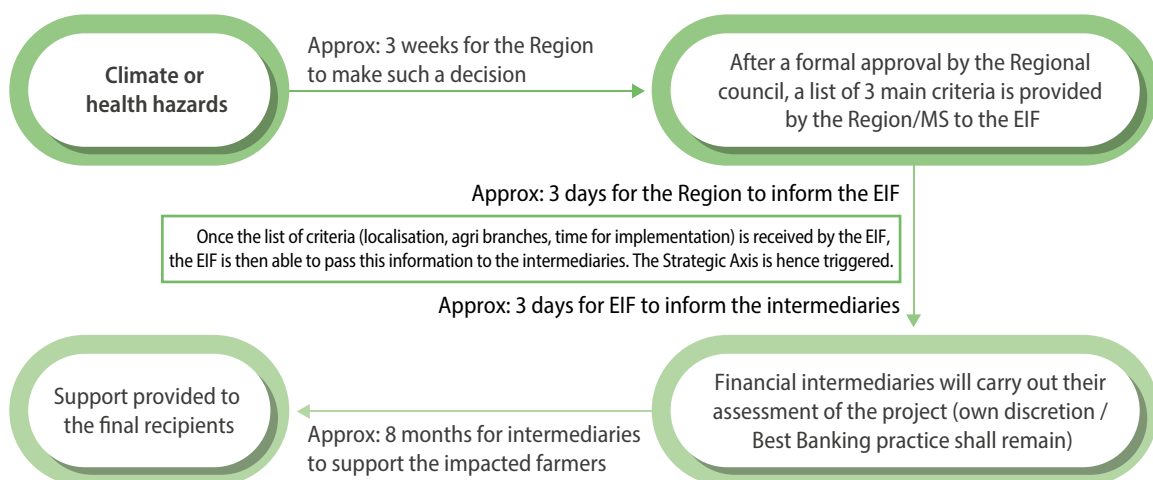 Climate or
health hazards
Approx: 3 weeks for the Region
to make such a decision
After a formal approval by the Regional
council, a list of 3 main criteria is provided
by the Region/MS to the EIF
Approx: 3 days for the Region to inform the EIF
Once the list of criteria (localisation, agri branches, time for implementation) is received by the EIF,
the EIF is then able to pass this information to the intermediaries. The Strategic Axis is hence triggered.
Approx: 3 days for EIF to inform the intermediaries
Financial intermediaries will carry out their
assessment of the project (own discretion /
Best Banking practice shall remain)
Approx: 8 months for intermediaries
to support the impacted farmers
Support provided to
the final recipients